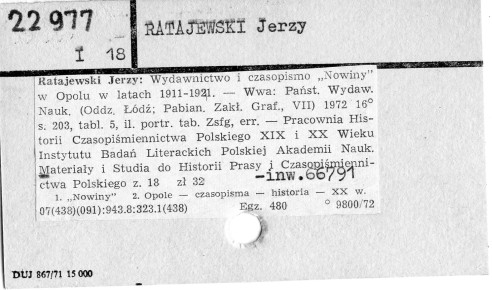 22977
I 18
RATAJEWSKI Jerzy
Ratajewski Jerzy: Wydawnictwo i czasopismo „Nowiny”
w Opolu w latach 1911-1921. — Wwa: Państ. Wydaw.
Nauk. (Oddz. Łódź; Pabian. Zakł. Graf., VII) 1972 16°
s. 203, tabl. 5, il. portr. tab. Zsfg, err. — Pracownia His-
torii Czasopiśmiennictwa Polskiego XIX i XX Wieku
Instytutu Badań Literackich Polskiej Akademii Nauk.
Materiały i Studia do Historii Prasy i Czasopiśmienni-
ctwa Polskiego z. 18 zł 32
-inw.66791
1. „Nowiny” 2. Opole — czasopisma — historia — XX w.
07(438)(091):943.8:323.1(438) Egz. 480 ° 9800/72
DUJ 867/71 15 000